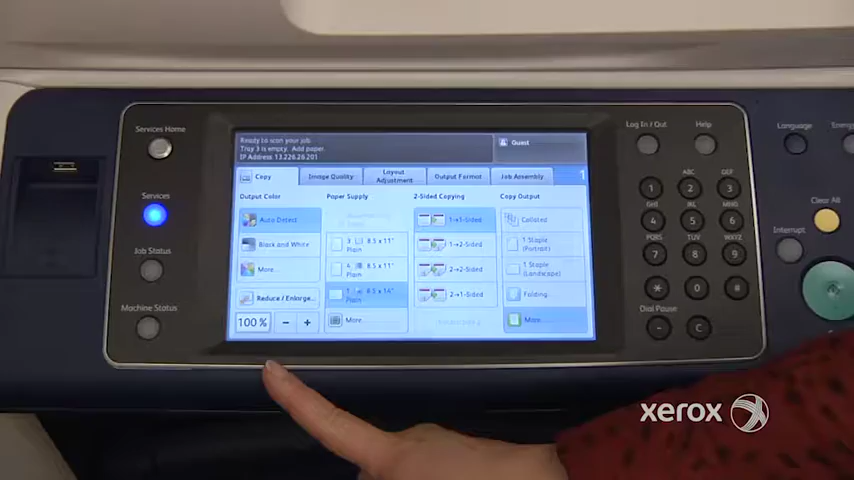 Services Home
Services
Job Status
Machine Status
Ready to scan your job.
Tray 3 is empty. Add paper.
IP Address 13.226.26.201
Guest
Copy
Image Quality
Layout
Adjustment
Output Format
Job Assembly
1
Output Color
Auto Detect
Black and White
More...
Reduce / Enlarge...
100 %
−
+
Paper Supply
3
8.5 x 11"
Plain
4
8.5 x 11"
Plain
1
8.5 x 14"
Plain
More...
2-Sided Copying
1→1-Sided
1→2-Sided
2→2-Sided
2→1-Sided
Copy Output
Collated
1 Staple
(Portrait)
1 Staple
(Landscape)
Folding...
More...
Log In / Out
Help
1
ABC
2
DEF
3
GHI
4
JKL
5
MNO
6
PQRS
7
TUV
8
WXYZ
9
*
0
#
Dial Pause
-
C
Language
Clear All
Interrupt
xerox